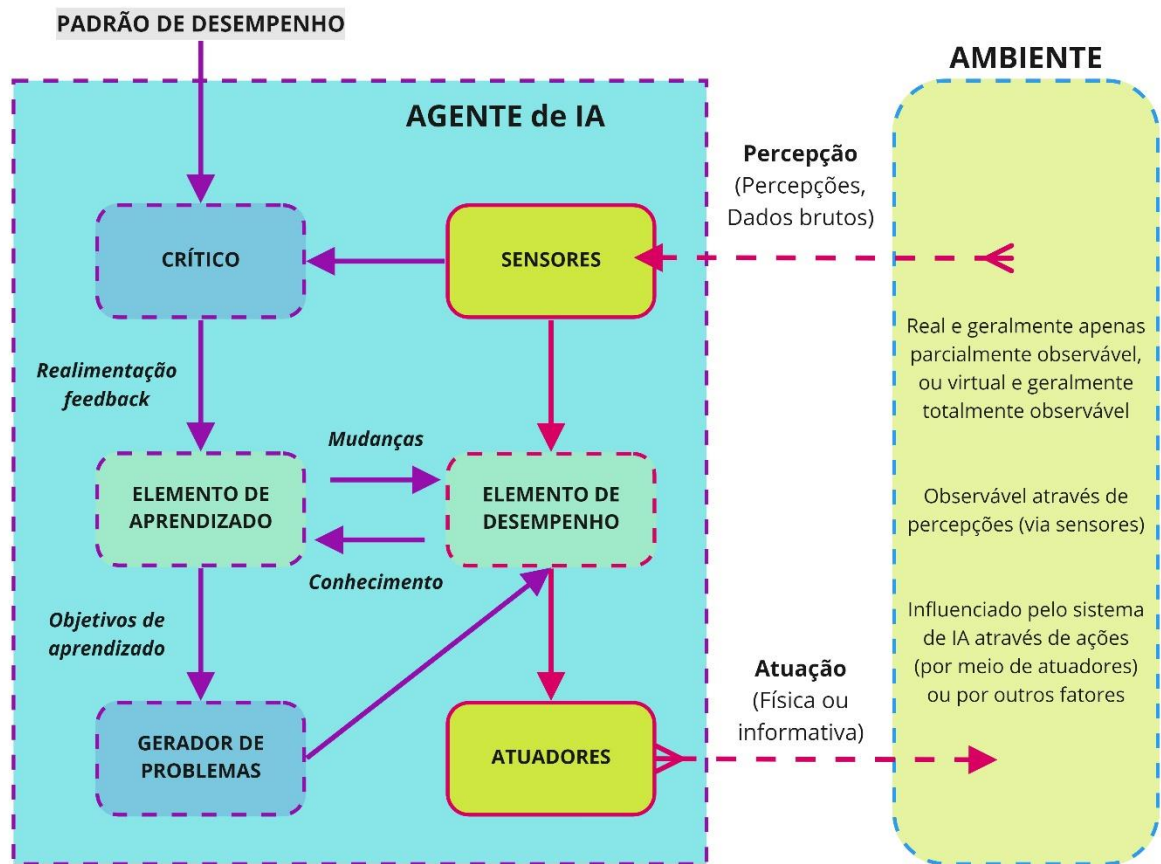 PADRÃO DE DESEMPENHO
AGENTE de IA
AMBIENTE
Percepção
(Percepções,
Dados brutos)
CRÍTICO
SENSORES
Real e geralmente apenas
parcialmente observável,
ou virtual e geralmente
totalmente observável
Realimentação
feedback
Mudanças
ELEMENTO DE
APRENDIZADO
ELEMENTO DE
DESEMPENHO
Observável através de
percepções (via sensores)
Conhecimento
Objetivos de
aprendizado
Influenciado pelo sistema
de IA através de ações
(por meio de atuadores)
ou por outros fatores
Atuação
(Física ou
informativa)
GERADOR DE
PROBLEMAS
ATUADORES